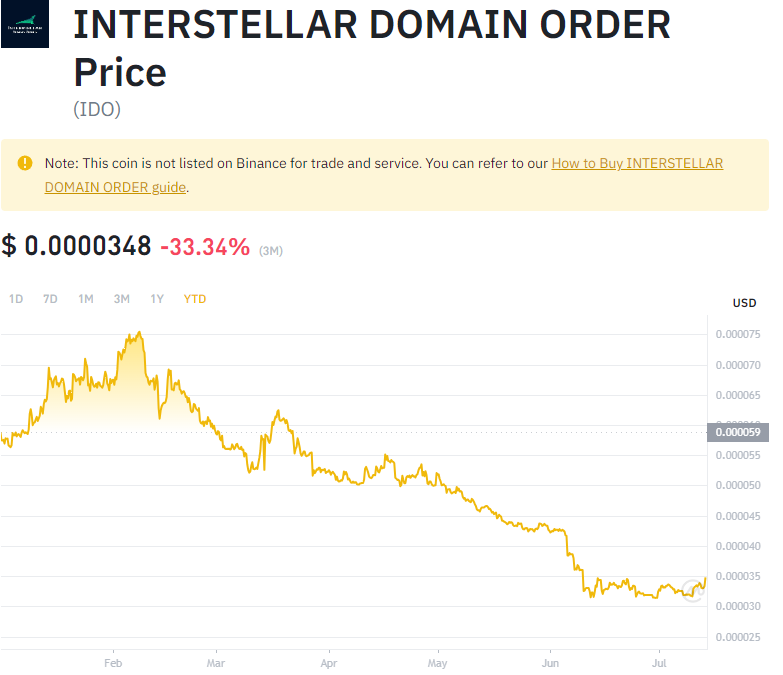 INTERSTELLAR DOMAIN ORDER
Price
(IDO)
Note: This coin is not listed on Binance for trade and service. You can refer to our How to Buy INTERSTELLAR
DOMAIN ORDER guide.
$ 0.0000348 -33.34% (3M)
1D 7D 1M 3M 1Y YTD
USD
0.000075
0.000070
0.000065
0.000059
0.000055
0.000050
0.000045
0.000040
0.000035
0.000030
0.000025
Feb Mar Apr May Jun Jul